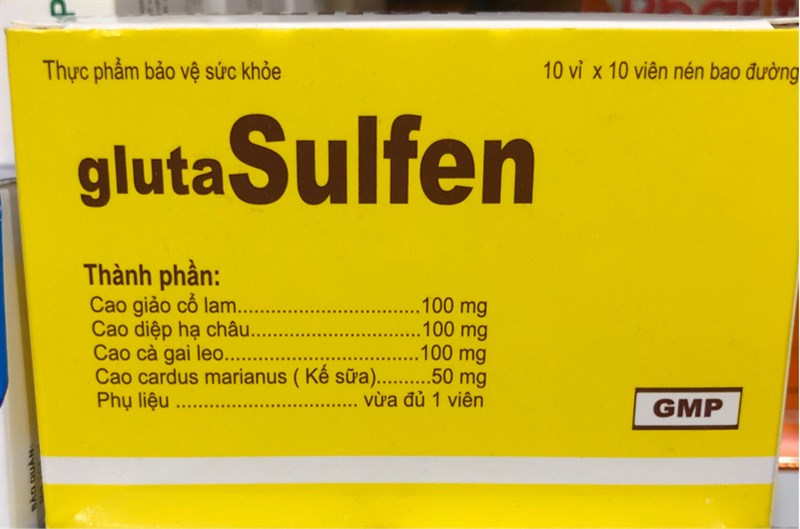 Thực phẩm bảo vệ sức khỏe
10 vỉ x 10 viên nén bao đường
glutaSulfen
Thành phần:
Cao giảo cổ lam..........................................100 mg
Cao diệp hạ châu.......................................100 mg
Cao cà gai leo............................................100 mg
Cao cardus marianus ( Kế sữa)..........50 mg
Phụ liệu ................................. vừa đủ 1 viên
GMP
BẢO QUẢN